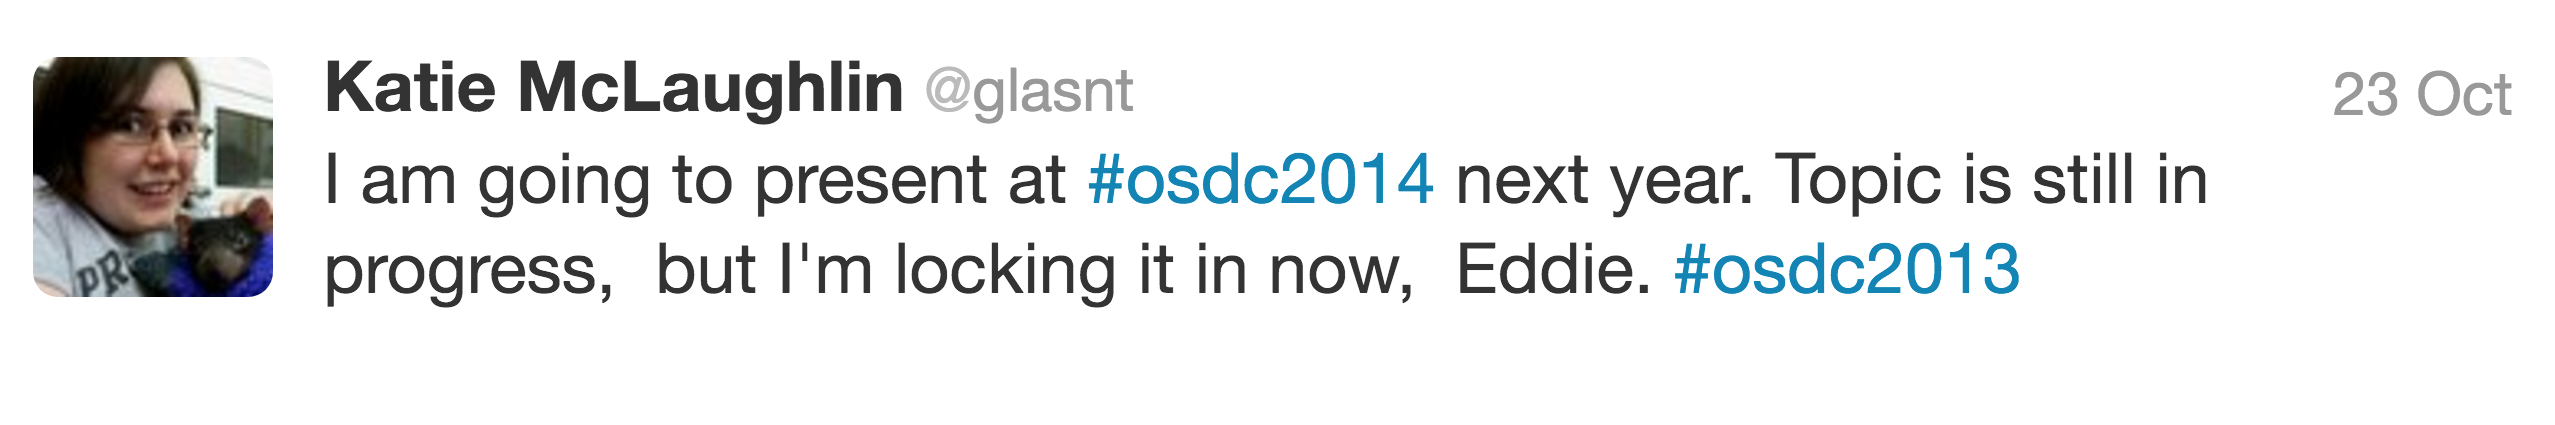 Katie McLaughlin @glasnt 23 Oct
I am going to present at #osdc2014 next year. Topic is still in
progress,  but I'm locking it in now,  Eddie. #osdc2013
PR